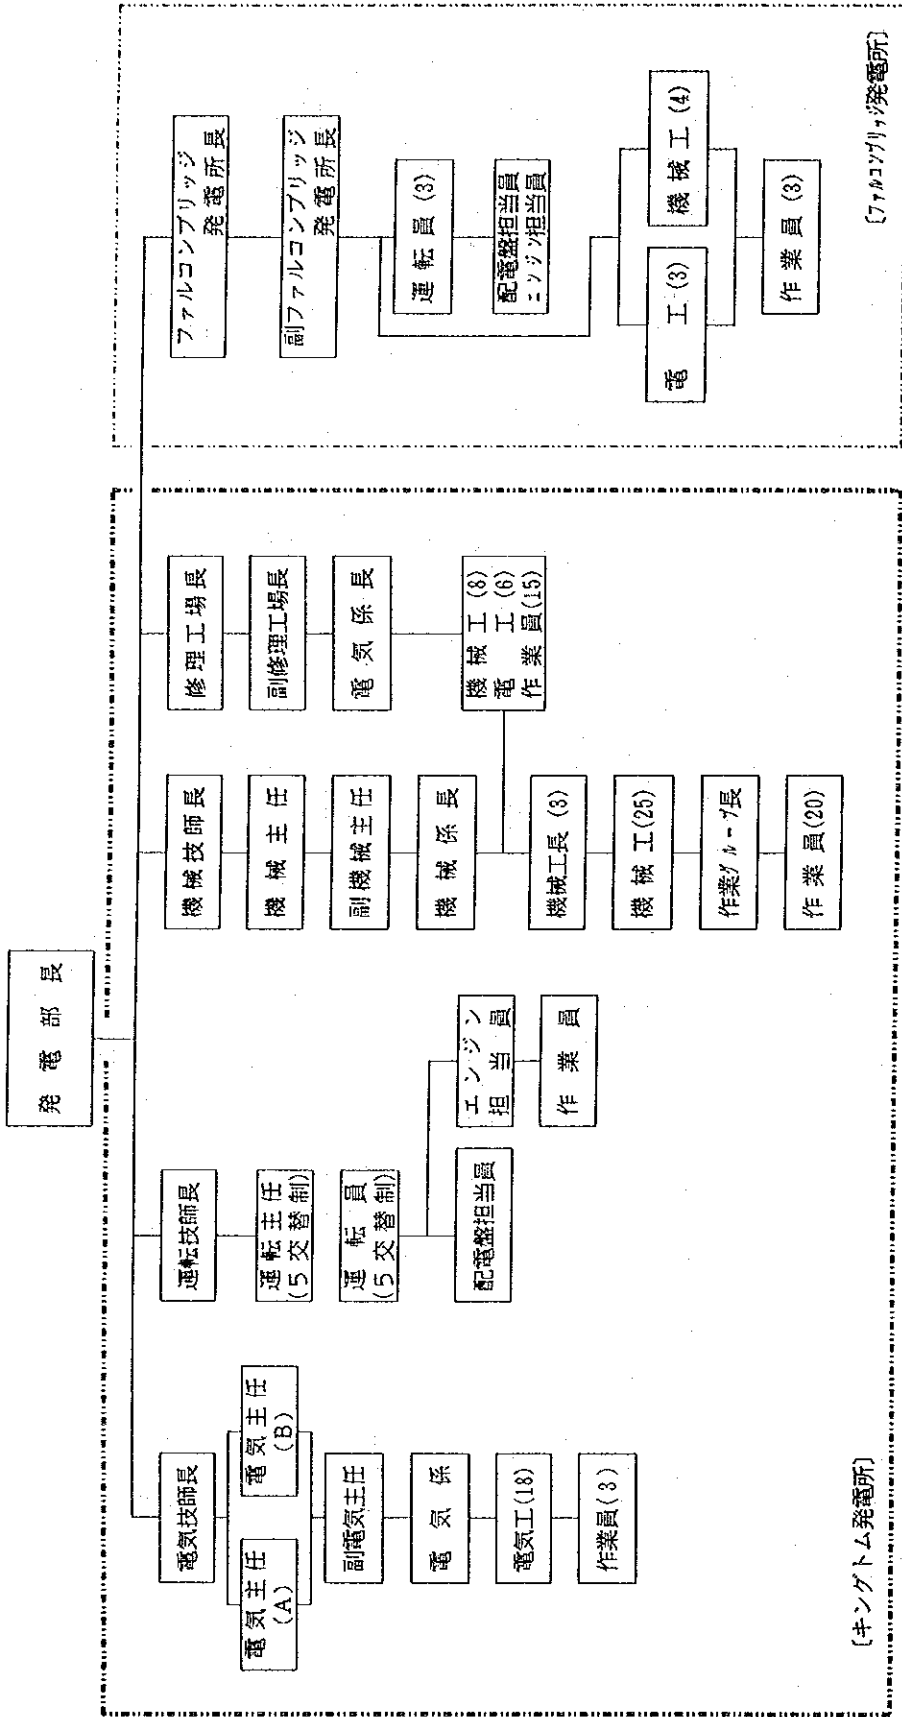 発電部長
電気技師長
電気主任
(A)
電気主任
(B)
副電気主任
電気係
電気工(18)
作業員(3)
運転技師長
運転主任
(5交替制)
運転員
(5交替制)
配電盤担当員
エンジン
担当員
作業員
機械技師長
機械主任
副機械主任
機械係長
機械工長(3)
機械工(25)
作業グループ長
作業員(20)
修理工場長
副修理工場長
電気係長
機械工(8)
電工(6)
作業員(15)
[キングトム発電所]
ファルコンブリッジ
発電所長
副ファルコンブリッジ
発電所長
運転員(3)
配電盤担当員
エンジン担当員
電工(3)
機械工(4)
作業員(3)
[ファルコンブリッジ発電所]